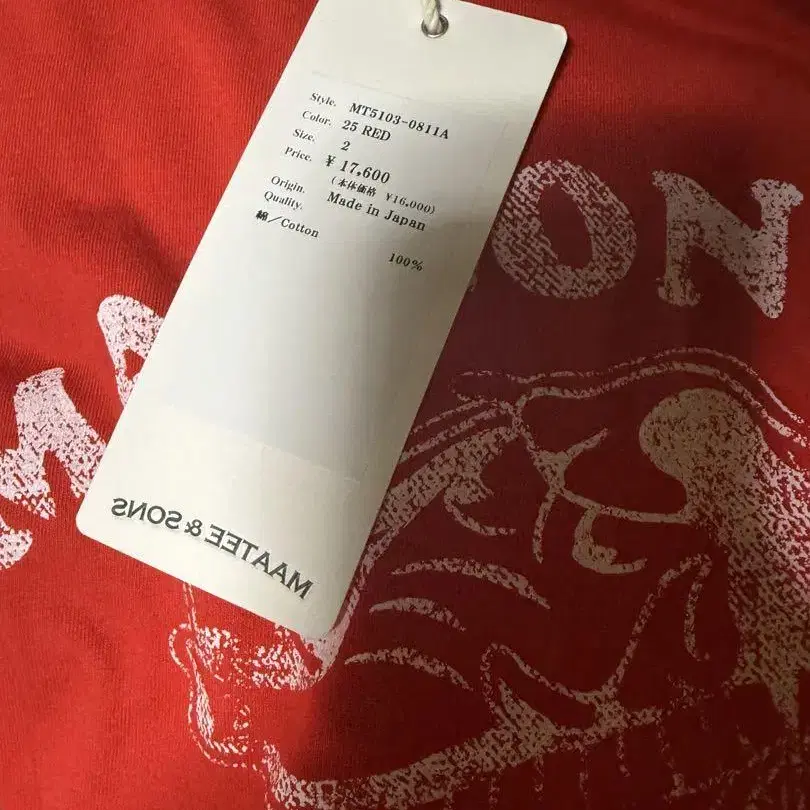 Style. MT5103-0811A
Color. 25 RED
Size. 2
Price. ¥ 17,600
(本体価格 ¥16,000)
Origin. Made in Japan
Quality.
綿/Cotton 100%
MAATEE & SONS
MA
ON